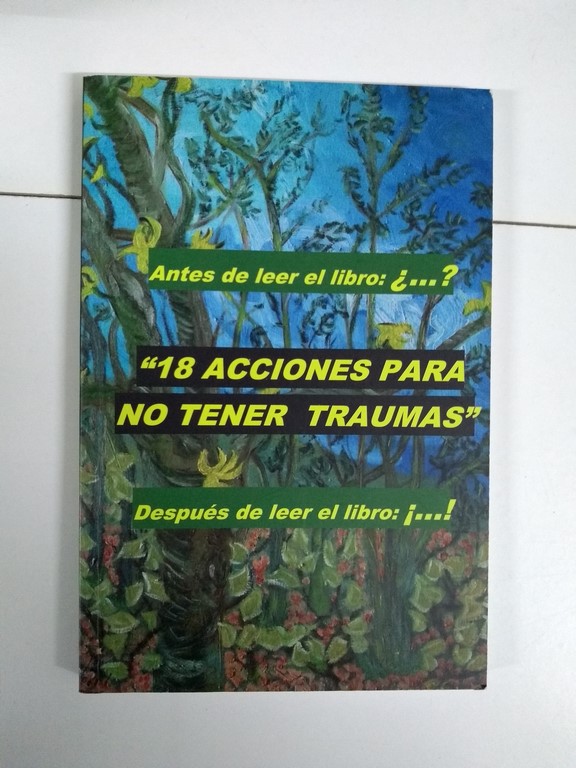 Antes de leer el libro: ¿...?
“18 ACCIONES PARA
NO TENER TRAUMAS”
Después de leer el libro: ¡...!